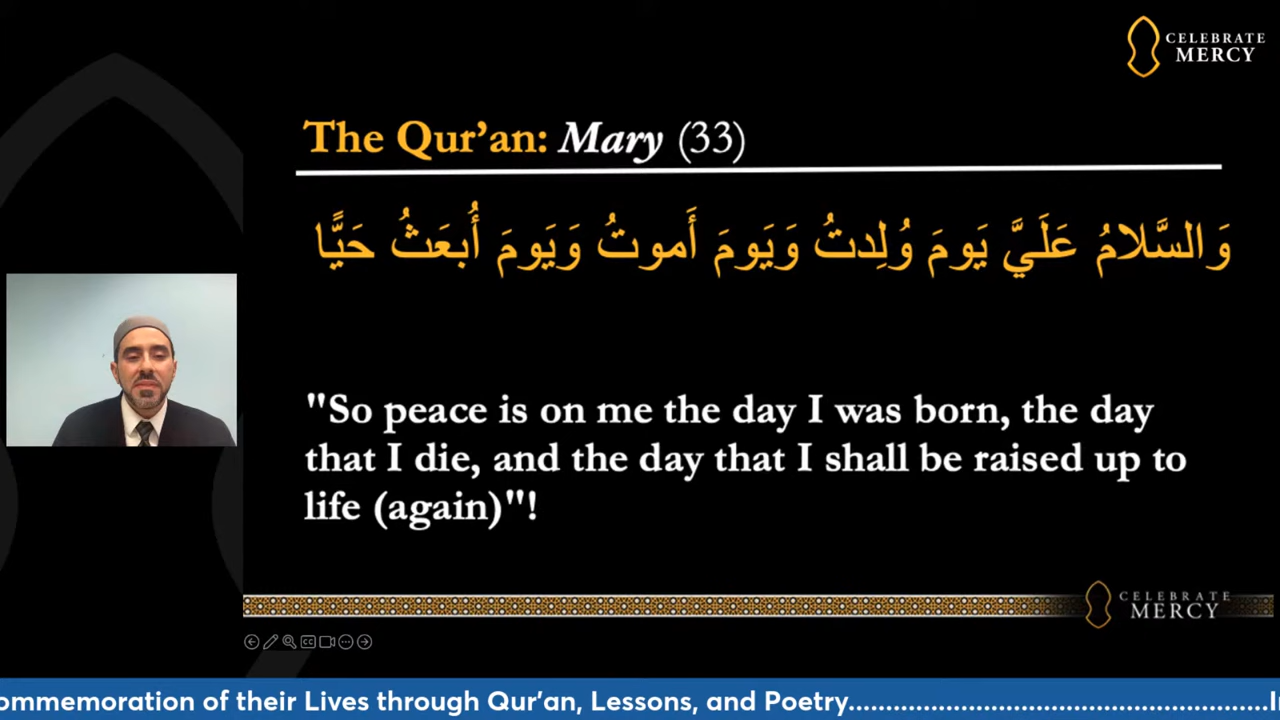 CELEBRATE
MERCY
The Qur'an: Mary (33)
وَالسَّلامُ عَلَيَّ يَومَ وُلِدتُ وَيَومَ أَموتُ وَيَومَ أُبعَثُ حَيًّا
"So peace is on me the day I was born, the day
that I die, and the day that I shall be raised up to
life (again)"!
CELEBRATE
MERCY
CC
ommemoration of their Lives through Qur'an, Lessons, and Poetry.......................................................................I